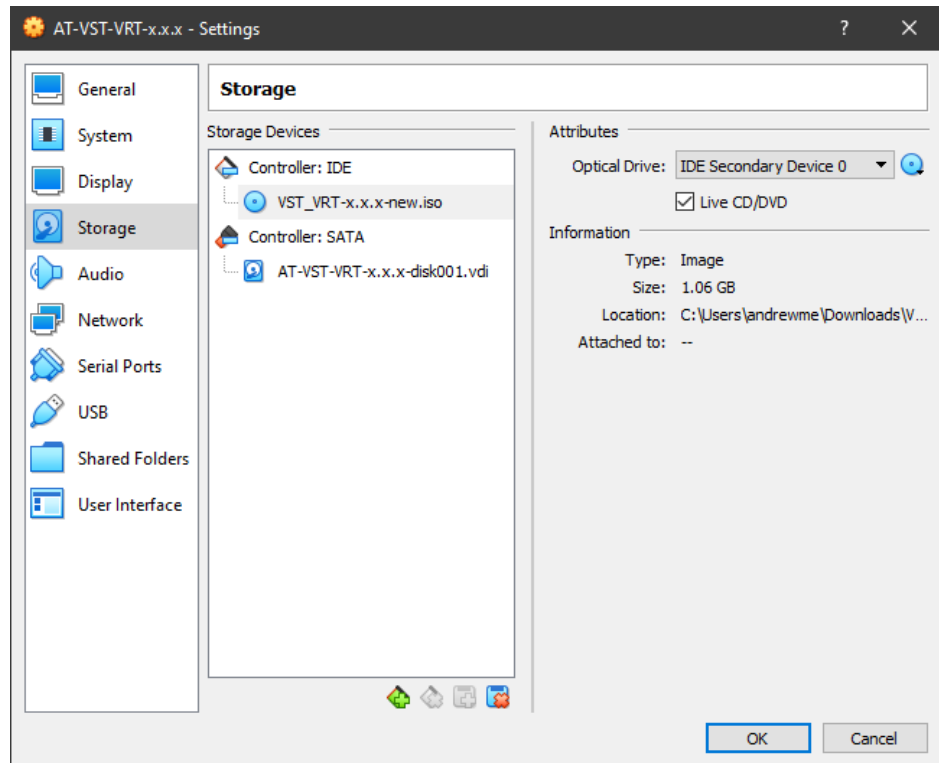 AT-VST-VRT-x.x.x - Settings ? ×
General
System
Display
Storage
Audio
Network
Serial Ports
USB
Shared Folders
User Interface
Storage
Storage Devices
Controller: IDE
VST_VRT-x.x.x-new.iso
Controller: SATA
AT-VST-VRT-x.x.x-disk001.vdi
Attributes
Optical Drive: IDE Secondary Device 0
Live CD/DVD
Information
Type: Image
Size: 1.06 GB
Location: C:\Users\andrewme\Downloads\V...
Attached to: --
OK Cancel